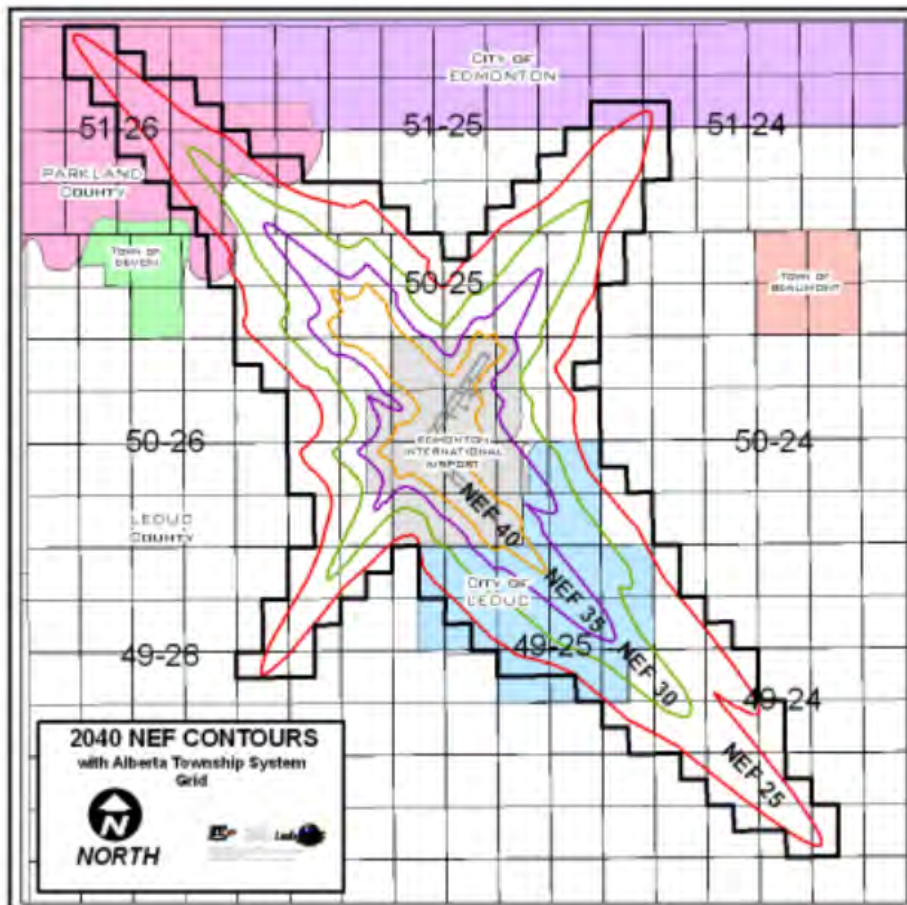 CITY OF
EDMONTON
51-26
51-25
51-24
PARKLAND
COUNTY
TOWN OF
DEVON
50-25
TOWN OF
BEAUMONT
50-26
EDMONTON
INTERNATIONAL
AIRPORT
50-24
NEF 40
LEDUC
COUNTY
CITY OF
LEDUC
NEF 35
49-26
49-25
NEF 30
49-24
NEF 25
2040 NEF CONTOURS
with Alberta Township System
Grid
N
NORTH